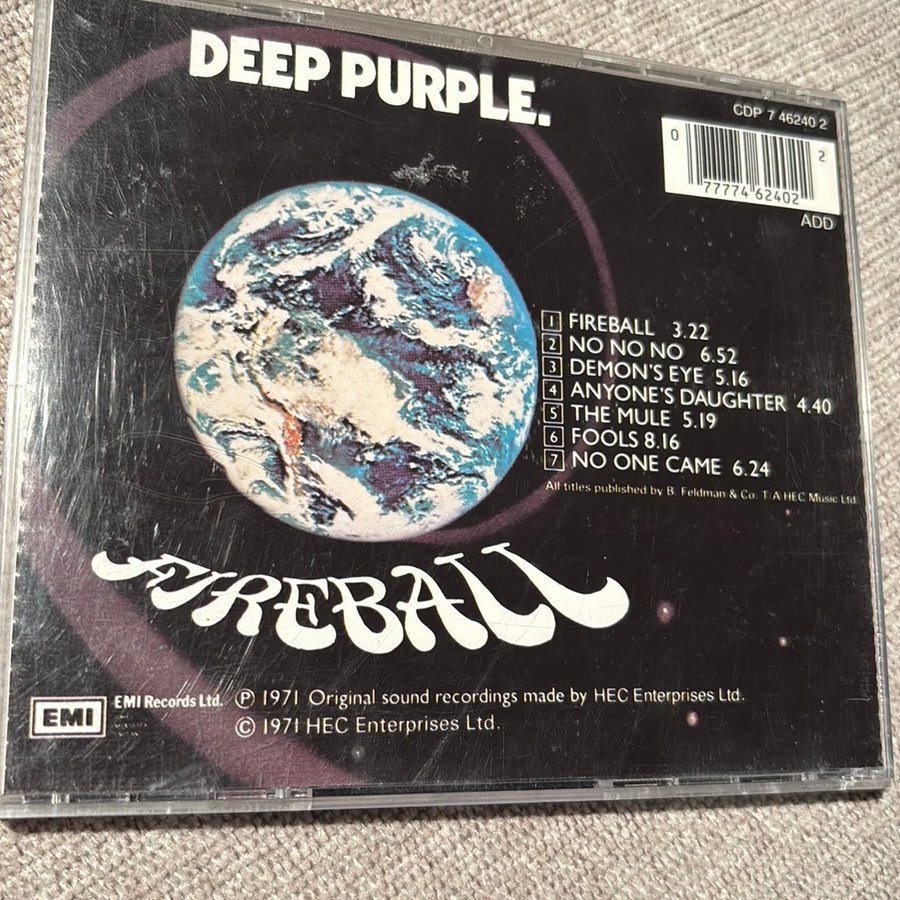 DEEP PURPLE.
CDP 7 46240 2
0 77774 62402 2
ADD
1 FIREBALL 3.22
2 NO NO NO 6.52
3 DEMON'S EYE 5.16
4 ANYONE'S DAUGHTER 4.40
5 THE MULE 5.19
6 FOOLS 8.16
7 NO ONE CAME 6.24
All titles published by B. Feldman & Co. T A HEC Music Ltd.
FIREBALL
EMI
EMI Records Ltd.
Ⓟ 1971 Original sound recordings made by HEC Enterprises Ltd.
© 1971 HEC Enterprises Ltd.